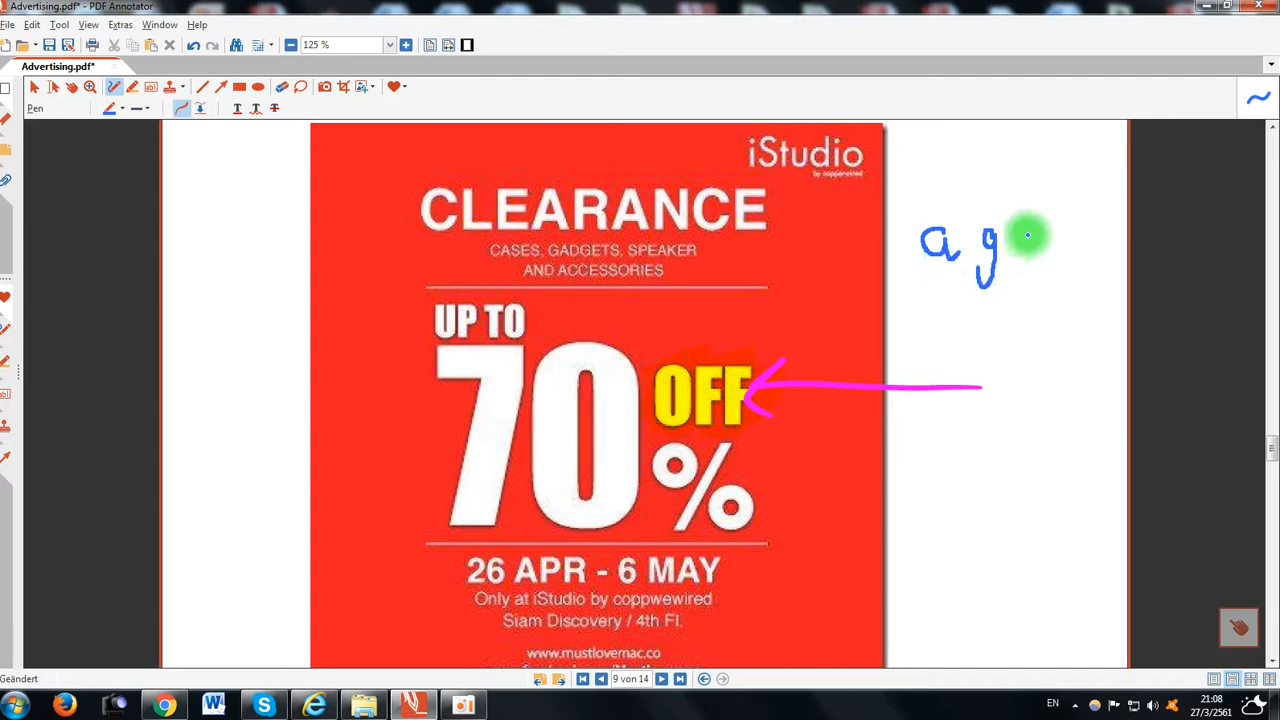 Advertising.pdf* - PDF Annotator
File Edit Tool View Extras Window Help
125 %
Advertising.pdf*
Pen
iStudio
by coppewired
CLEARANCE
CASES, GADGETS, SPEAKER
AND ACCESSORIES
UP TO
70%
OFF
a g
26 APR - 6 MAY
Only at iStudio by coppwewired
Siam Discovery / 4th Fl.
www.mustlovemac.co
Geändert
9 von 14
EN
21:08
27/3/2561